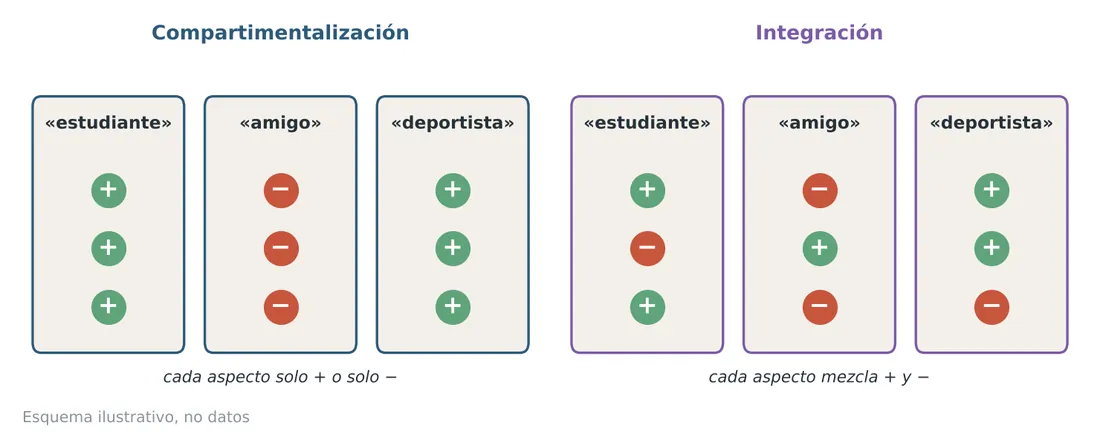 Compartimentalización
Integración
«estudiante» «amigo» «deportista»
«estudiante» «amigo» «deportista»
+ − +
+ − +
+ − +
+ − +
− + +
+ − −
cada aspecto solo + o solo −
cada aspecto mezcla + y −
Esquema ilustrativo, no datos